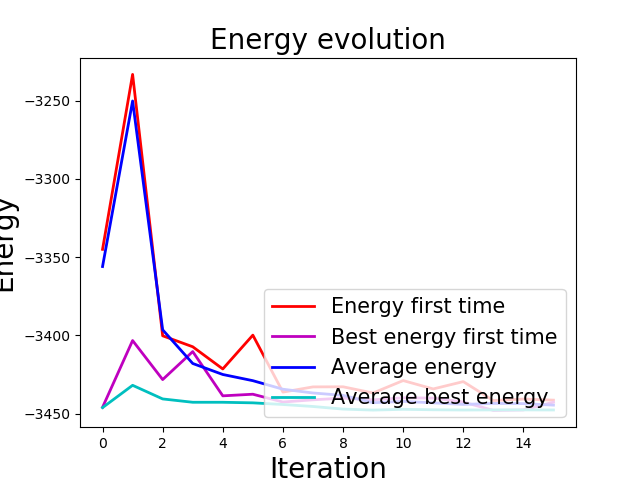 Energy evolution
Energy
−3250
−3300
−3350
−3400
−3450
Energy first time
Best energy first time
Average energy
Average best energy
0 2 4 6 8 10 12 14
Iteration